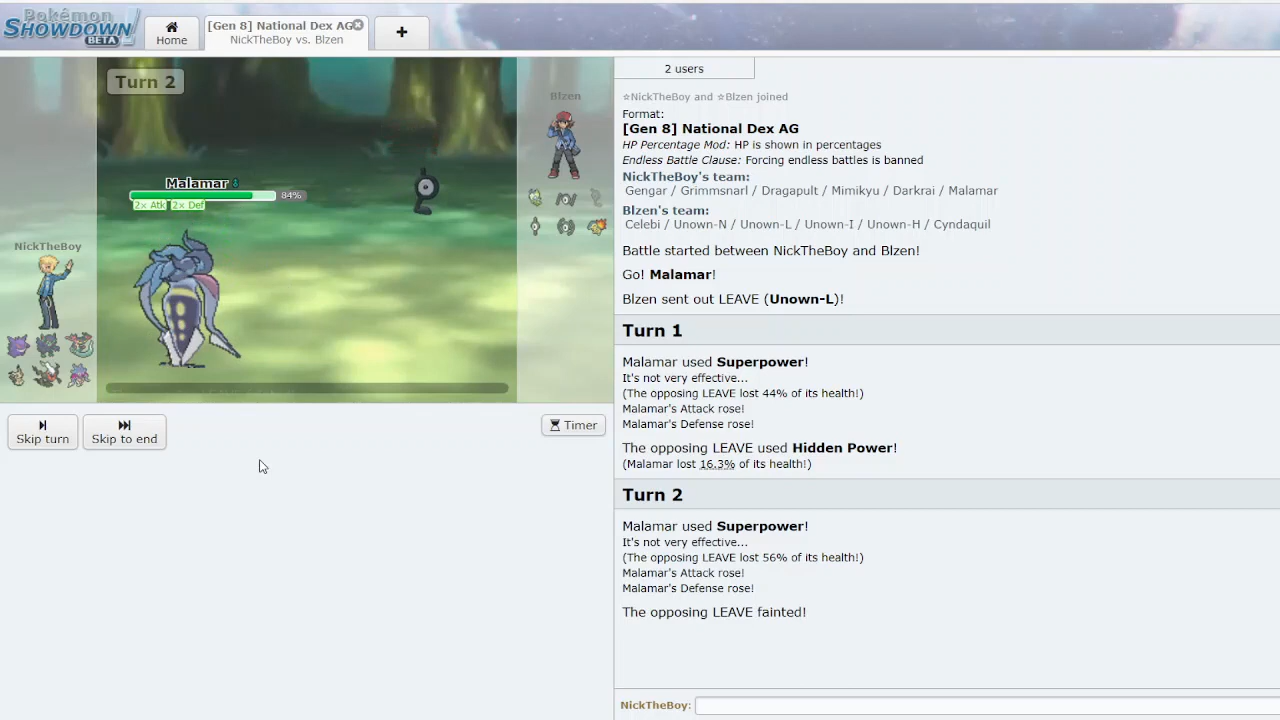 Pokémon
SHOWDOWN!
BETA
Home
[Gen 8] National Dex AG
NickTheBoy vs. Blzen
+
Turn 2
Blzen
Malamar
84%
2x Atk 2x Def
NickTheBoy
Skip turn
Skip to end
Timer
2 users
☆NickTheBoy and ☆Blzen joined
Format:
[Gen 8] National Dex AG
HP Percentage Mod: HP is shown in percentages
Endless Battle Clause: Forcing endless battles is banned
NickTheBoy's team:
Gengar / Grimmsnarl / Dragapult / Mimikyu / Darkrai / Malamar
Blzen's team:
Celebi / Unown-N / Unown-L / Unown-I / Unown-H / Cyndaquil
Battle started between NickTheBoy and Blzen!
Go! Malamar!
Blzen sent out LEAVE (Unown-L)!
Turn 1
Malamar used Superpower!
It's not very effective...
(The opposing LEAVE lost 44% of its health!)
Malamar's Attack rose!
Malamar's Defense rose!
The opposing LEAVE used Hidden Power!
(Malamar lost 16.3% of its health!)
Turn 2
Malamar used Superpower!
It's not very effective...
(The opposing LEAVE lost 56% of its health!)
Malamar's Attack rose!
Malamar's Defense rose!
The opposing LEAVE fainted!
NickTheBoy: